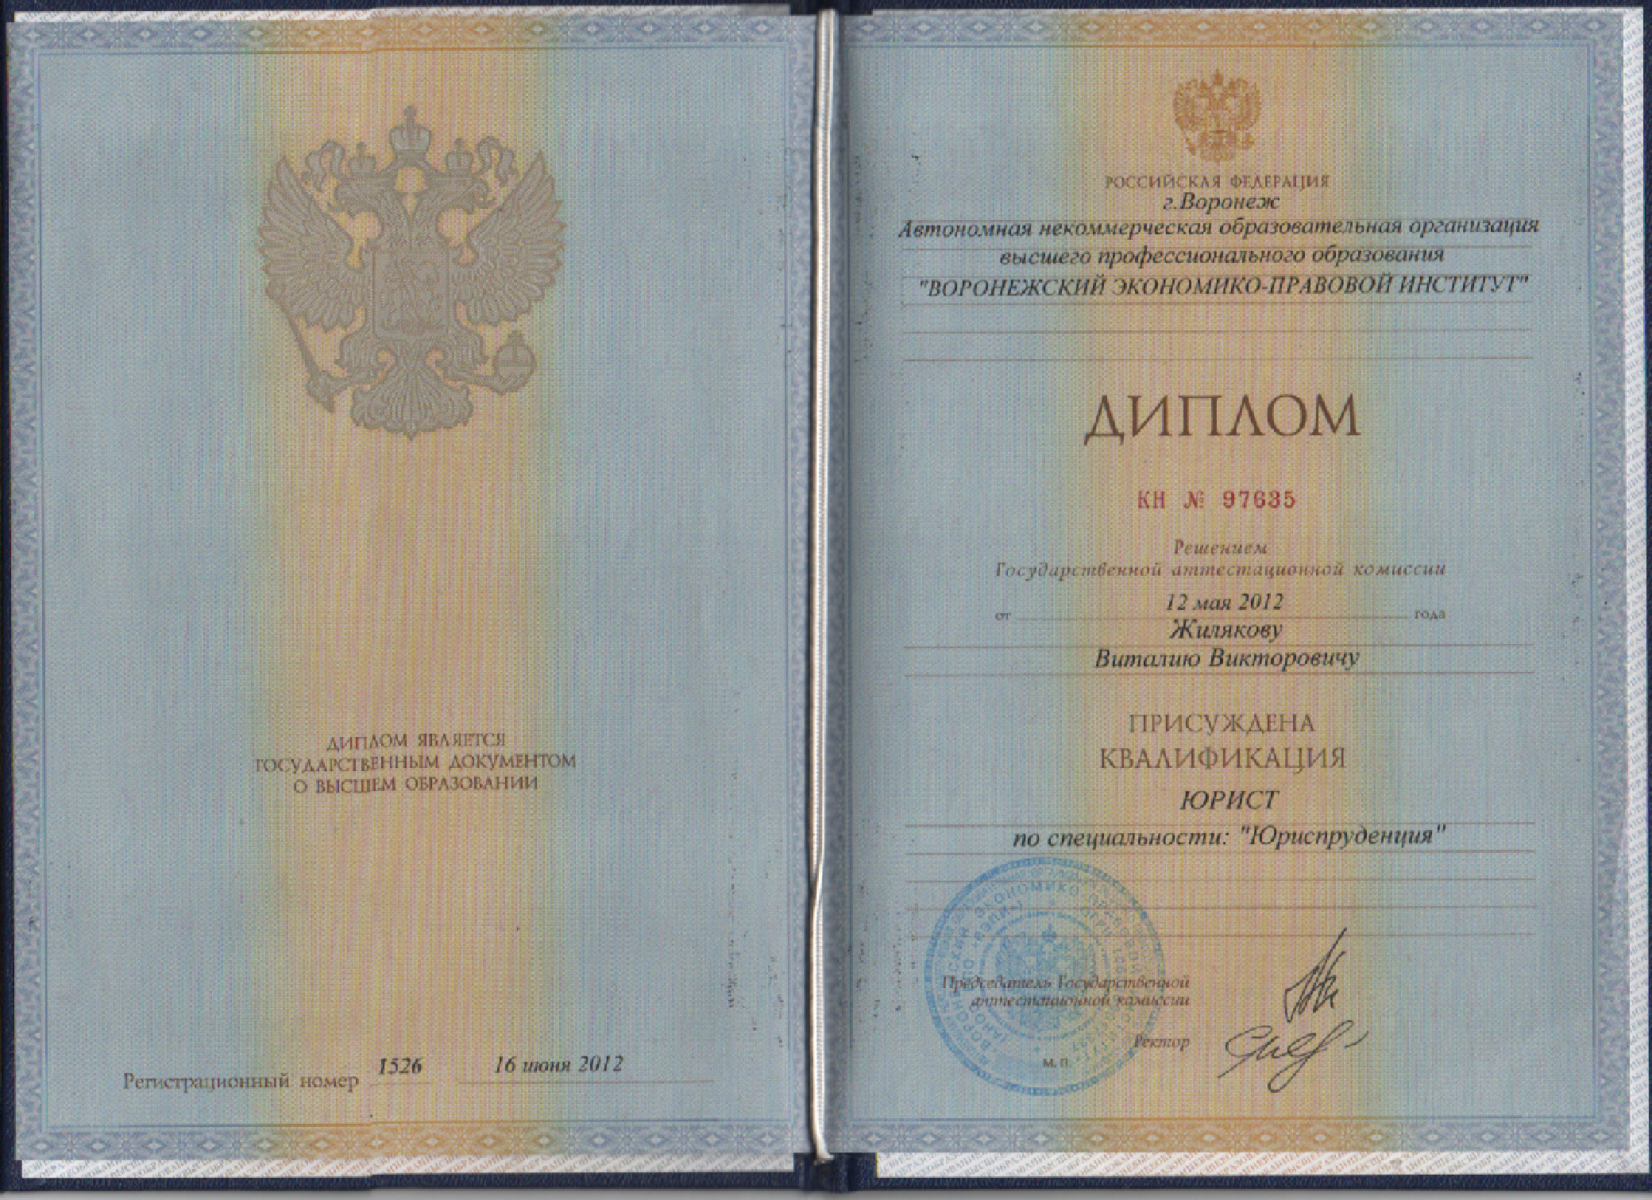 ДИПЛОМ ЯВЛЯЕТСЯ
ГОСУДАРСТВЕННЫМ ДОКУМЕНТОМ
О ВЫСШЕМ ОБРАЗОВАНИИ
Регистрационный номер 1526 16 июня 2012
РОССИЙСКАЯ ФЕДЕРАЦИЯ
г.Воронеж
Автономная некоммерческая образовательная организация
высшего профессионального образования
"ВОРОНЕЖСКИЙ ЭКОНОМИКО-ПРАВОВОЙ ИНСТИТУТ"
ДИПЛОМ
КН № 97635
Решением
Государственной аттестационной комиссии
от 12 мая 2012 года
Жилякову
Виталию Викторовичу
ПРИСУЖДЕНА
КВАЛИФИКАЦИЯ
ЮРИСТ
по специальности: "Юриспруденция"
Председатель Государственной
аттестационной комиссии
Ректор
М.П.